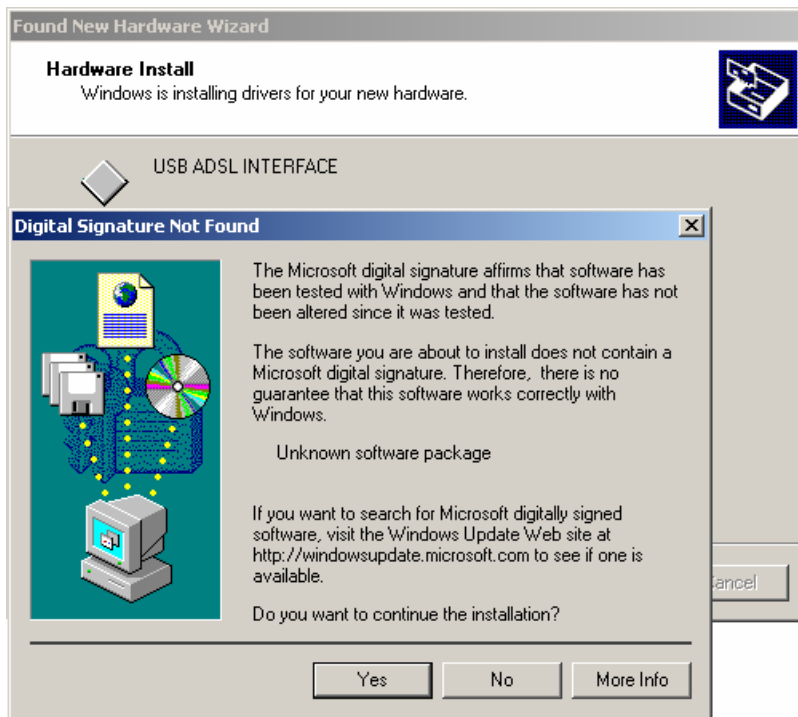 Found New Hardware Wizard
Hardware Install
Windows is installing drivers for your new hardware.
USB ADSL INTERFACE
Digital Signature Not Found
The Microsoft digital signature affirms that software has
been tested with Windows and that the software has not
been altered since it was tested.
The software you are about to install does not contain a
Microsoft digital signature. Therefore, there is no
guarantee that this software works correctly with
Windows.
Unknown software package
If you want to search for Microsoft digitally signed
software, visit the Windows Update Web site at
http://windowsupdate.microsoft.com to see if one is
available.
Cancel
Do you want to continue the installation?
Yes
No
More Info